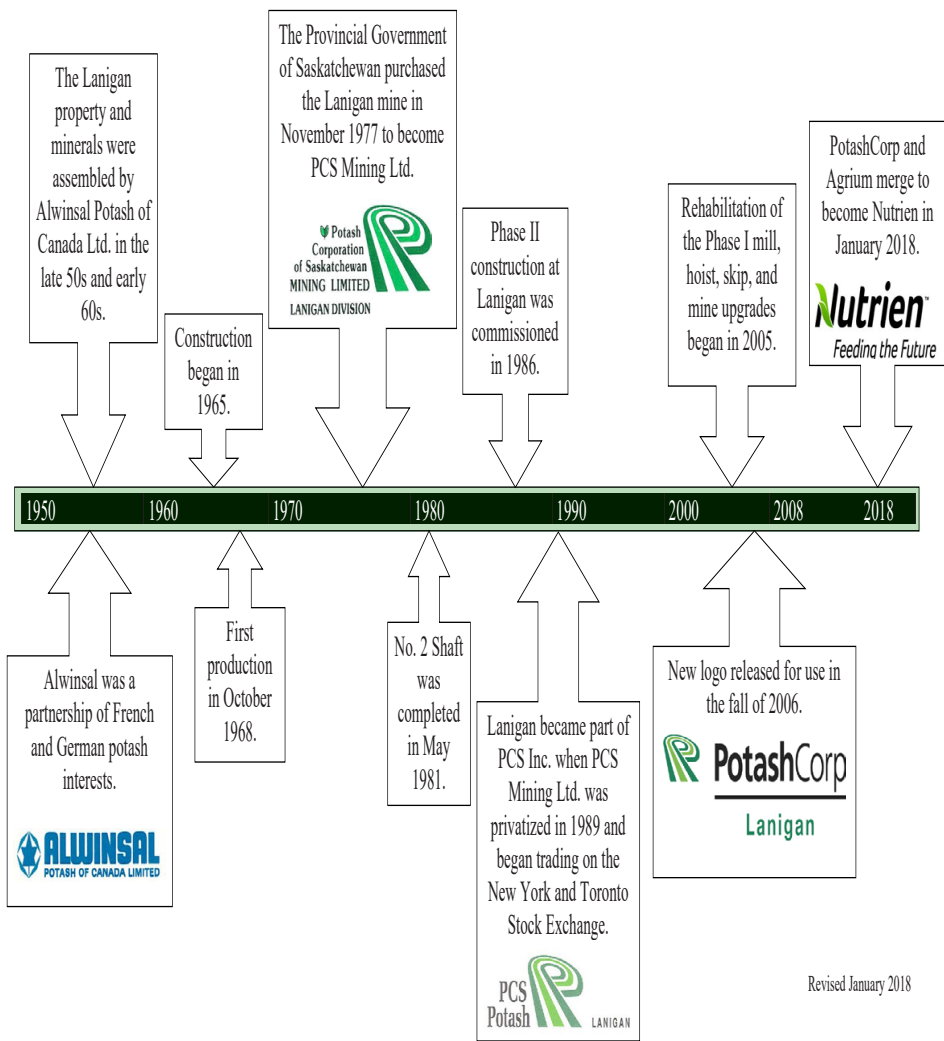 The Lanigan
property and
minerals were
assembled by
Alwinsal Potash of
Canada Ltd. in the
late 50s and early
60s.
Construction
began in
1965.
The Provincial Government
of Saskatchewan purchased
the Lanigan mine in
November 1977 to become
PCS Mining Ltd.
Potash
Corporation
of Saskatchewan
MINING LIMITED
LANIGAN DIVISION
Phase II
construction at
Lanigan was
commissioned
in 1986.
Rehabilitation of
the Phase I mill,
hoist, skip, and
mine upgrades
began in 2005.
PotashCorp and
Agrium merge to
become Nutrien in
January 2018.
Nutrien™
Feeding the Future
1950 1960 1970 1980 1990 2000 2008 2018
Alwinsal was a
partnership of French
and German potash
interests.
ALWINSAL
POTASH OF CANADA LIMITED
First
production
in October
1968.
No. 2 Shaft
was
completed
in May
1981.
Lanigan became part of
PCS Inc. when PCS
Mining Ltd. was
privatized in 1989 and
began trading on the
New York and Toronto
Stock Exchange.
PCS
Potash
LANIGAN
New logo released for use in
the fall of 2006.
PotashCorp
Lanigan
Revised January 2018